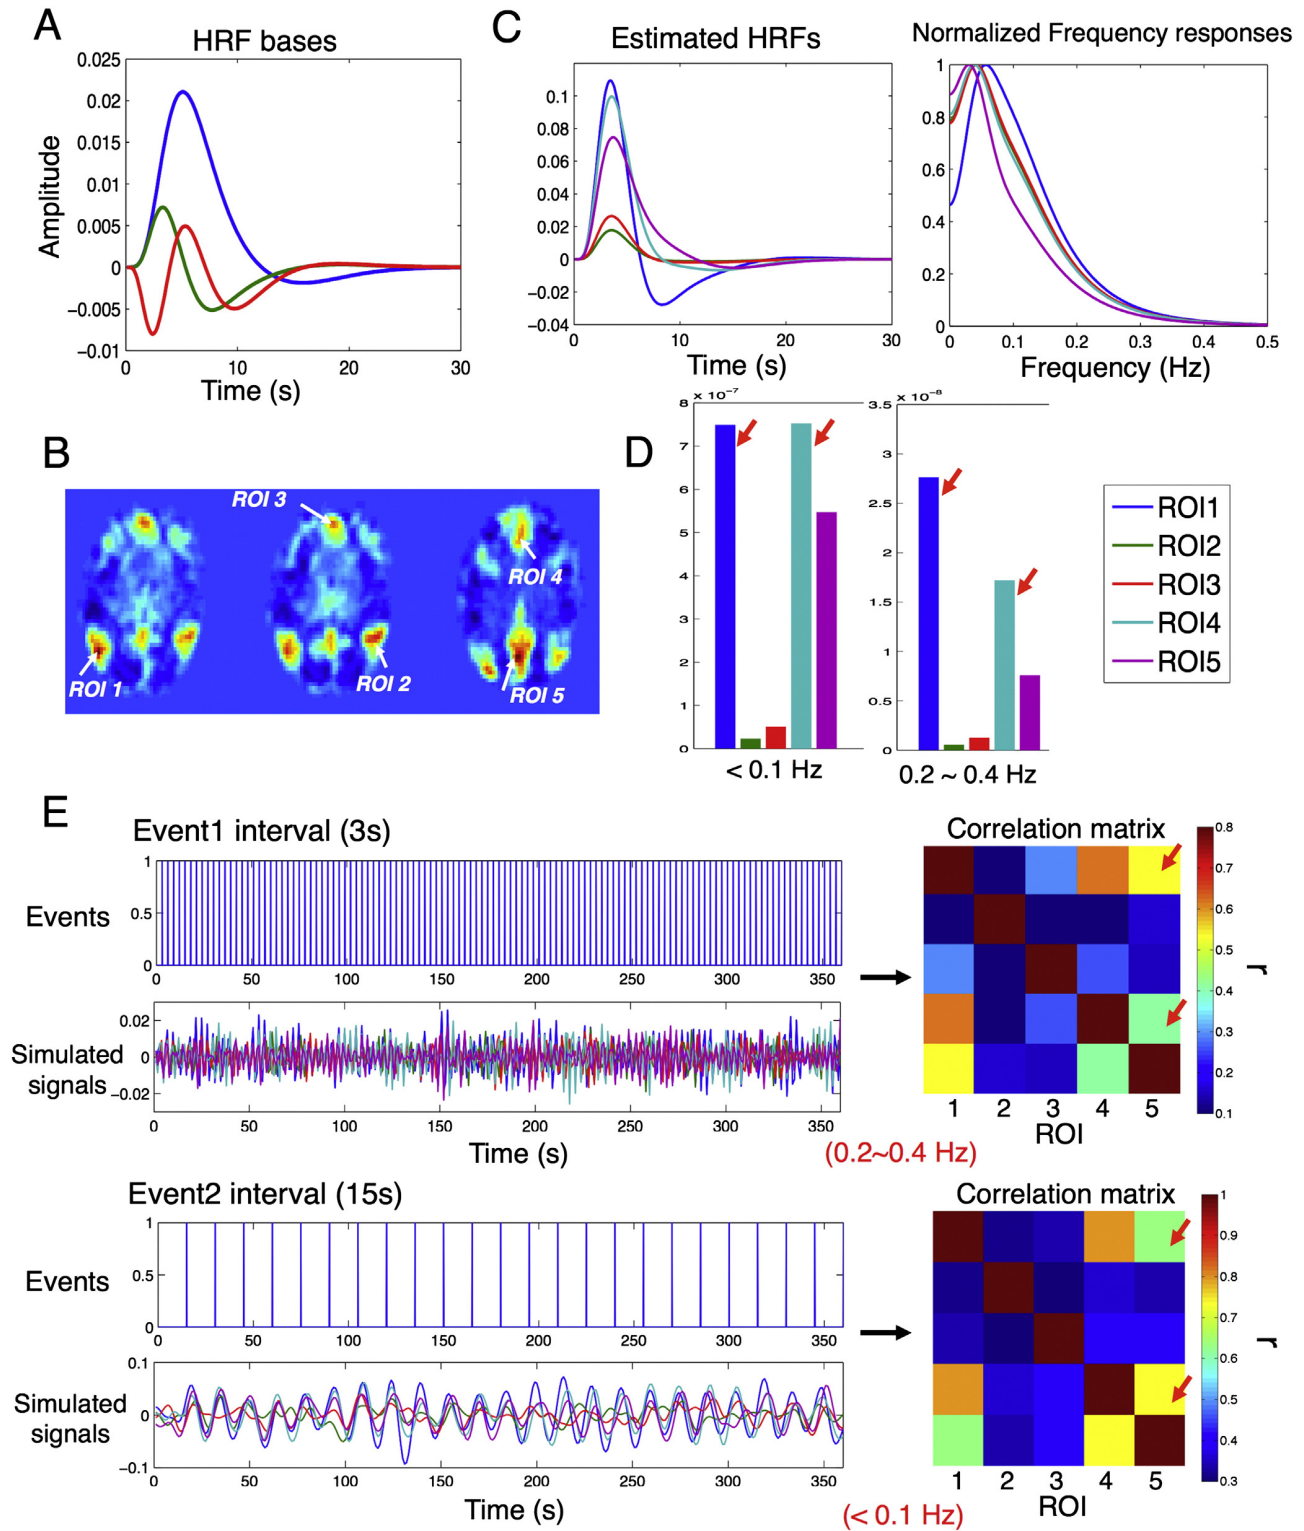 A
HRF bases
0.025
0.02
0.015
0.01
0.005
0
−0.005
−0.01
Amplitude
0 10 20 30
Time (s)
C
Estimated HRFs
0.1
0.08
0.06
0.04
0.02
0
−0.02
−0.04
0 10 20 30
Time (s)
Normalized Frequency responses
1
0.8
0.6
0.4
0.2
0
0 0.1 0.2 0.3 0.4 0.5
Frequency (Hz)
B
ROI 3
ROI 4
ROI 1
ROI 2
ROI 5
D
x 10⁻⁷
8
7
6
5
4
3
2
1
0
< 0.1 Hz
x 10⁻⁸
3.5
3
2.5
2
1.5
1
0.5
0
0.2 ~ 0.4 Hz
ROI1
ROI2
ROI3
ROI4
ROI5
E
Event1 interval (3s)
Events
1
0.5
0
0 50 100 150 200 250 300 350
Simulated
signals
0.02
0
−0.02
0 50 100 150 200 250 300 350
Time (s)
(0.2~0.4 Hz)
Correlation matrix
1 2 3 4 5
ROI
0.8
0.7
0.6
0.5
0.4
0.3
0.2
0.1
r
Event2 interval (15s)
Events
1
0.5
0
0 50 100 150 200 250 300 350
Simulated
signals
0.1
0
−0.1
0 50 100 150 200 250 300 350
Time (s)
(< 0.1 Hz)
Correlation matrix
1 2 3 4 5
ROI
1
0.9
0.8
0.7
0.6
0.5
0.4
0.3
r